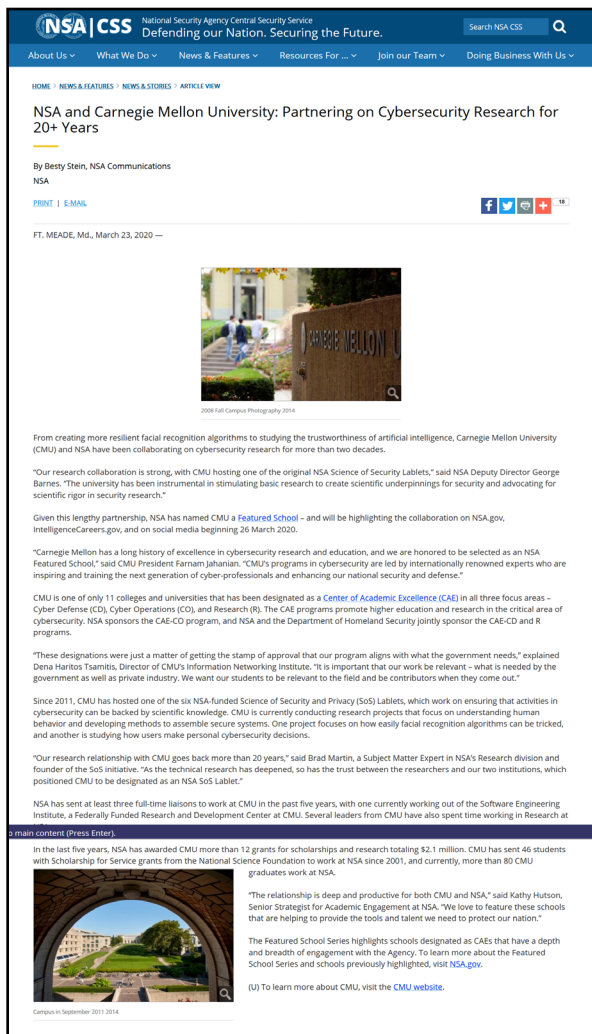 NSA|CSS
National Security Agency Central Security Service
Defending our Nation. Securing the Future.
Search NSA CSS
About Us
What We Do
News & Features
Resources For ...
Join our Team
Doing Business With Us
HOME > NEWS & FEATURES > NEWS & STORIES > ARTICLE VIEW
NSA and Carnegie Mellon University: Partnering on Cybersecurity Research for
20+ Years
By Besty Stein, NSA Communications
NSA
PRINT | E-MAIL
18
FT. MEADE, Md., March 23, 2020 —
CARNEGIE MELLON U
2008 Fall Campus Photography 2014
From creating more resilient facial recognition algorithms to studying the trustworthiness of artificial intelligence, Carnegie Mellon University
(CMU) and NSA have been collaborating on cybersecurity research for more than two decades.
“Our research collaboration is strong, with CMU hosting one of the original NSA Science of Security Lablets,” said NSA Deputy Director George
Barnes. “The university has been instrumental in stimulating basic research to create scientific underpinnings for security and advocating for
scientific rigor in security research.”
Given this lengthy partnership, NSA has named CMU a Featured School – and will be highlighting the collaboration on NSA.gov,
IntelligenceCareers.gov, and on social media beginning 26 March 2020.
“Carnegie Mellon has a long history of excellence in cybersecurity research and education, and we are honored to be selected as an NSA
Featured School,” said CMU President Farnam Jahanian. “CMU’s programs in cybersecurity are led by internationally renowned experts who are
inspiring and training the next generation of cyber-professionals and enhancing our national security and defense.”
CMU is one of only 11 colleges and universities that has been designated as a Center of Academic Excellence (CAE) in all three focus areas –
Cyber Defense (CD), Cyber Operations (CO), and Research (R). The CAE programs promote higher education and research in the critical area of
cybersecurity. NSA sponsors the CAE-CO program, and NSA and the Department of Homeland Security jointly sponsor the CAE-CD and R
programs.
“These designations were just a matter of getting the stamp of approval that our program aligns with what the government needs,” explained
Dena Haritos Tsamitis, Director of CMU’s Information Networking Institute. “It is important that our work be relevant – what is needed by the
government as well as private industry. We want our students to be relevant to the field and be contributors when they come out.”
Since 2011, CMU has hosted one of the six NSA-funded Science of Security and Privacy (SoS) Lablets, which work on ensuring that activities in
cybersecurity can be backed by scientific knowledge. CMU is currently conducting research projects that focus on understanding human
behavior and developing methods to assemble secure systems. One project focuses on how easily facial recognition algorithms can be tricked,
and another is studying how users make personal cybersecurity decisions.
“Our research relationship with CMU goes back more than 20 years,” said Brad Martin, a Subject Matter Expert in NSA’s Research division and
founder of the SoS initiative. “As the technical research has deepened, so has the trust between the researchers and our two institutions, which
positioned CMU to be designated as an NSA SoS Lablet.”
NSA has sent at least three full-time liaisons to work at CMU in the past five years, with one currently working out of the Software Engineering
Institute, a Federally Funded Research and Development Center at CMU. Several leaders from CMU have also spent time working in Research at
o main content (Press Enter).
In the last five years, NSA has awarded CMU more than 12 grants for scholarships and research totaling $2.1 million. CMU has sent 46 students
with Scholarship for Service grants from the National Science Foundation to work at NSA since 2001, and currently, more than 80 CMU
graduates work at NSA.
“The relationship is deep and productive for both CMU and NSA,” said Kathy Hutson,
Senior Strategist for Academic Engagement at NSA. “We love to feature these schools
that are helping to provide the tools and talent we need to protect our nation.”
The Featured School Series highlights schools designated as CAEs that have a depth
and breadth of engagement with the Agency. To learn more about the Featured
School Series and schools previously highlighted, visit NSA.gov.
(U) To learn more about CMU, visit the CMU website.
Campus in September 2011 2014